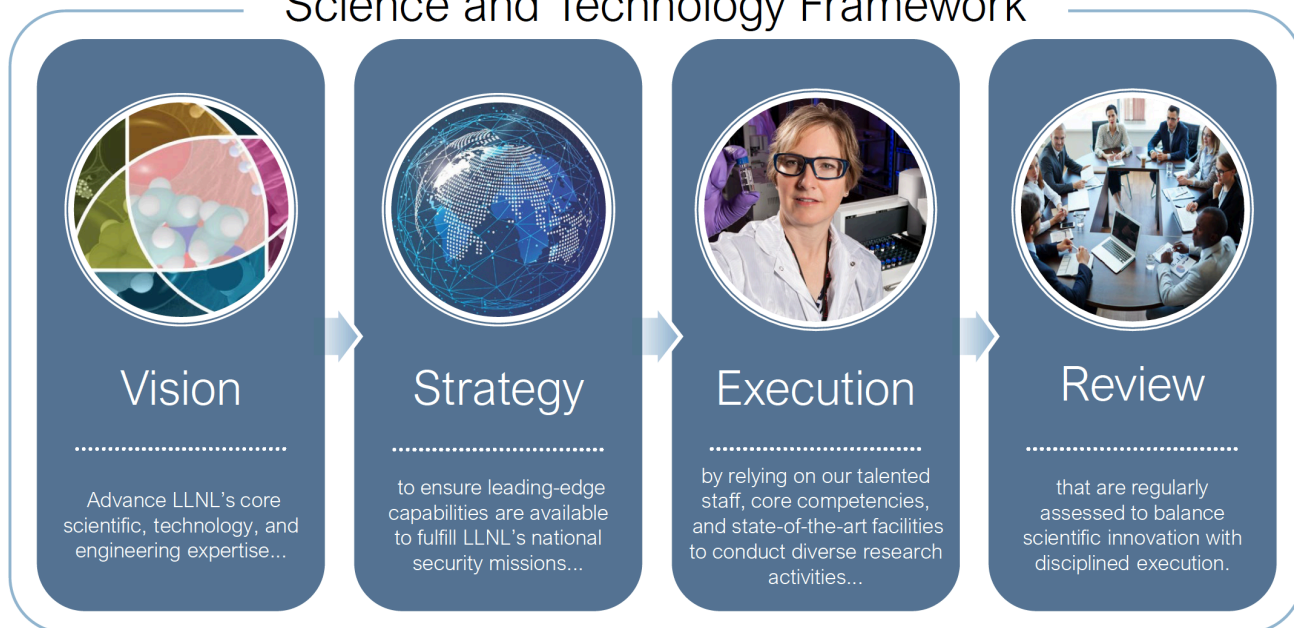 Science and Technology Framework
Vision
Advance LLNL's core
scientific, technology, and
engineering expertise...
Strategy
to ensure leading-edge
capabilities are available
to fulfill LLNL's national
security missions...
Execution
by relying on our talented
staff, core competencies,
and state-of-the-art facilities
to conduct diverse research
activities...
Review
that are regularly
assessed to balance
scientific innovation with
disciplined execution.